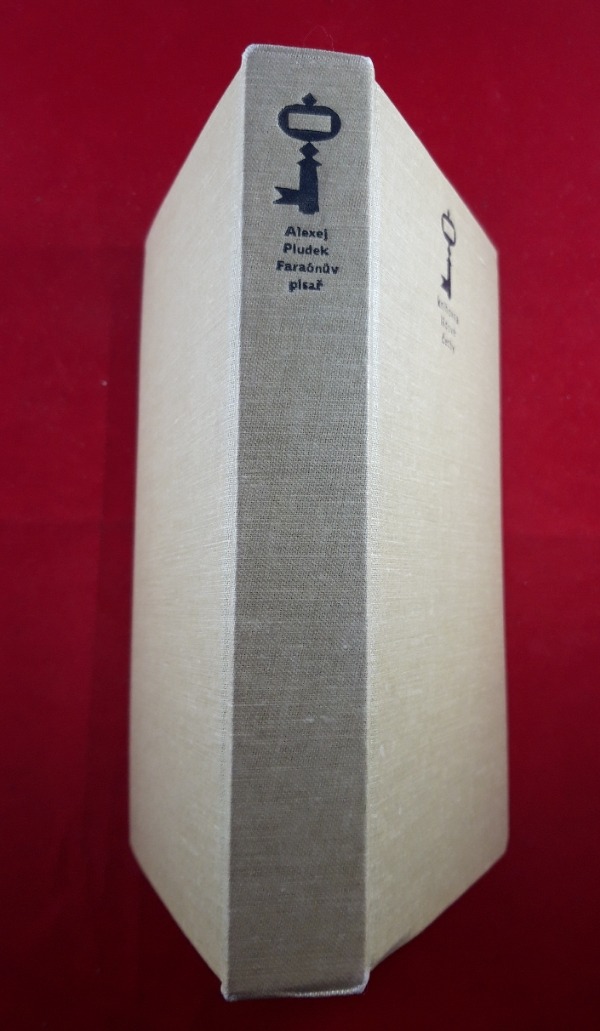 Alexej
Pludek
Faraónův
písař